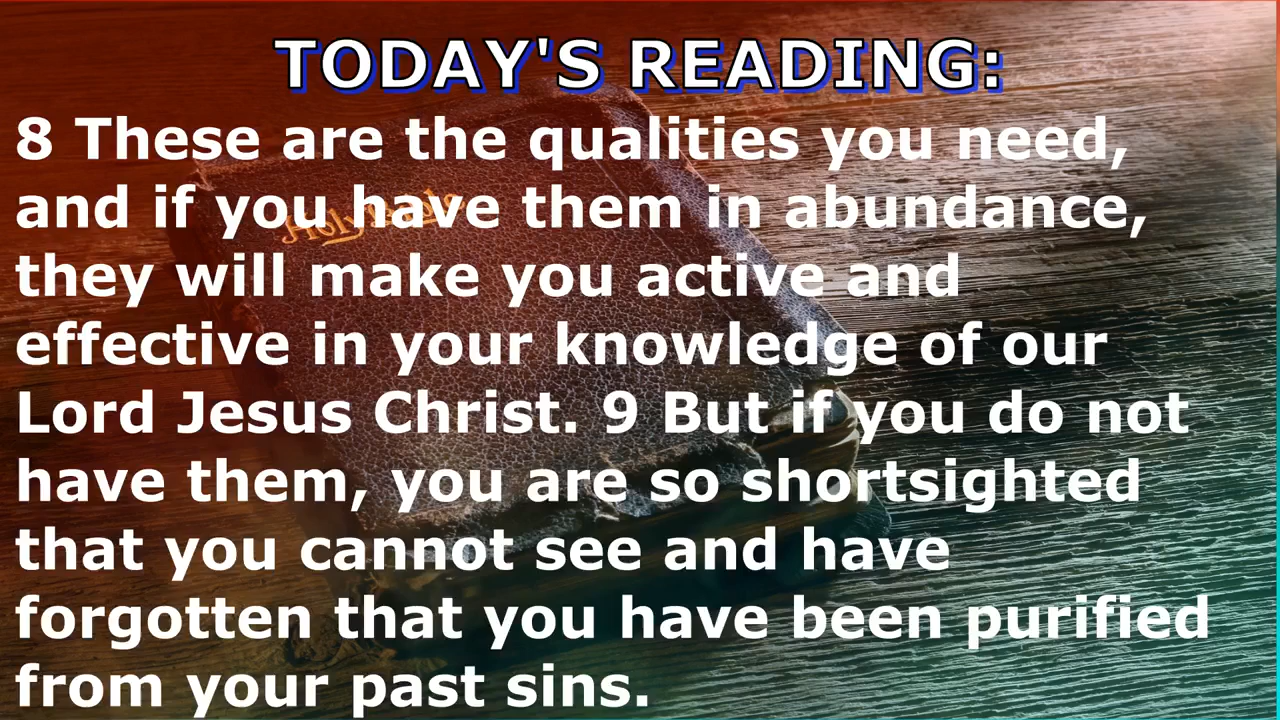 TODAY'S READING:
8 These are the qualities you need,
and if you have them in abundance,
they will make you active and
effective in your knowledge of our
Lord Jesus Christ. 9 But if you do not
have them, you are so shortsighted
that you cannot see and have
forgotten that you have been purified
from your past sins.
Holy Bible